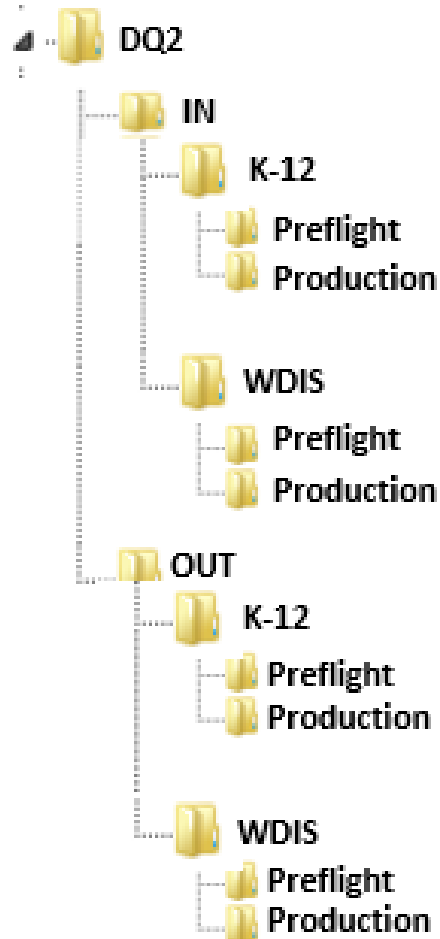 DQ2
IN
K-12
Preflight
Production
WDIS
Preflight
Production
OUT
K-12
Preflight
Production
WDIS
Preflight
Production